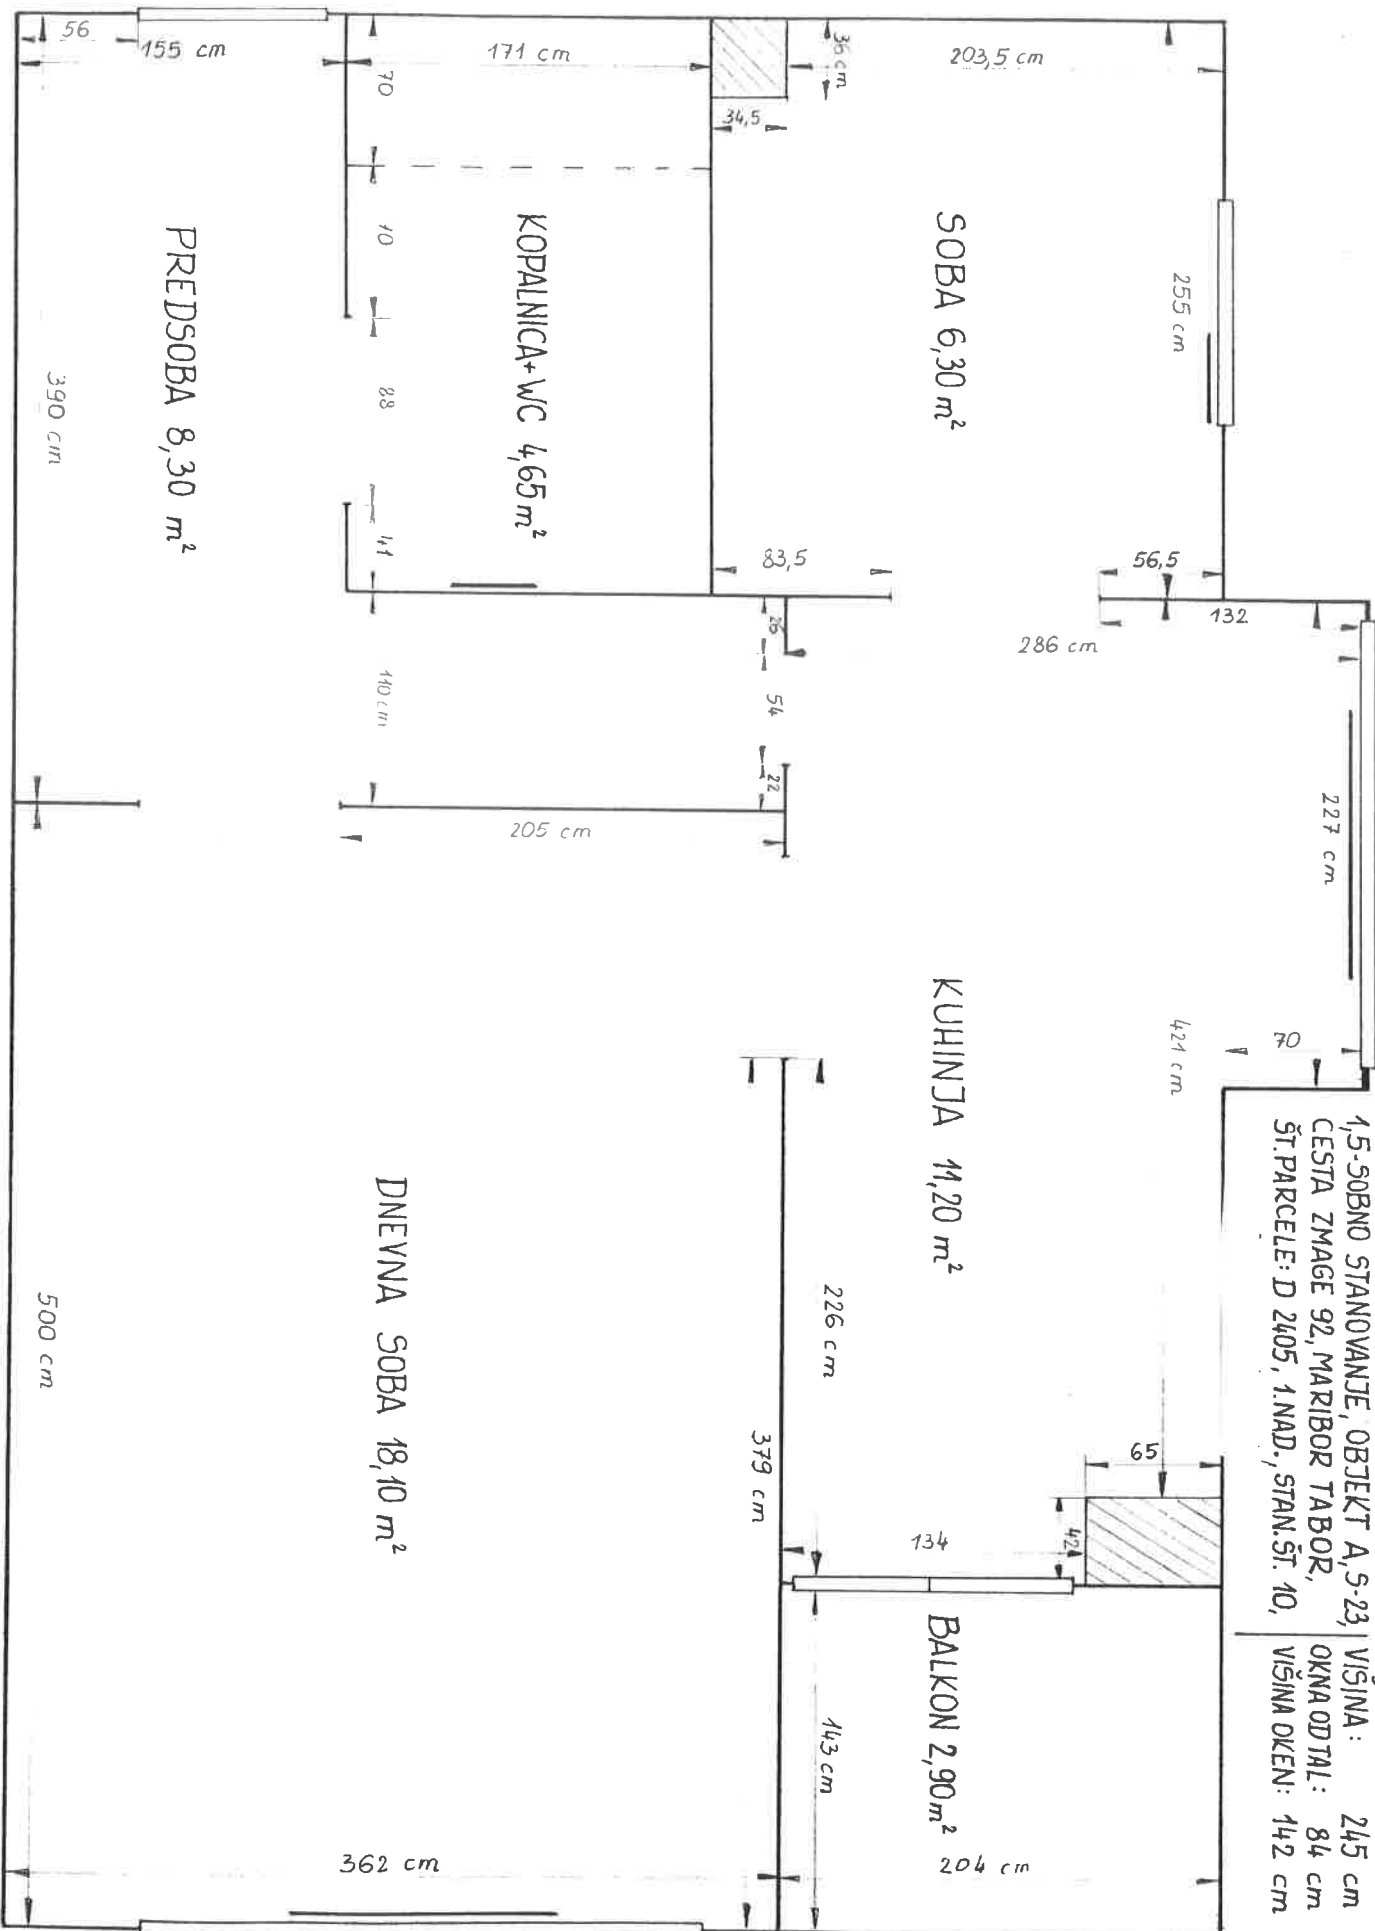 1,5-SOBNO STANOVANJE, OBJEKT A, S-23,
CESTA ZMAGE 92, MARIBOR TABOR,
ŠT. PARCELE: D 2405, 1.NAD., STAN.ŠT. 10,
VIŠINA: 245 cm
OKNA OD TAL: 84 cm
VIŠINA OKEN: 142 cm
56
155 cm
171 cm
36 cm
203,5 cm
34,5
70
10
88
41
110 cm
390 cm
255 cm
PREDSOBA 8,30 m²
KOPALNICA+WC 4,65 m²
SOBA 6,30 m²
83,5
56,5
132
286 cm
26
54
22
205 cm
227 cm
70
421 cm
KUHINJA 11,20 m²
226 cm
379 cm
65
42
134
DNEVNA SOBA 18,10 m²
500 cm
BALKON 2,90 m²
143 cm
362 cm
204 cm